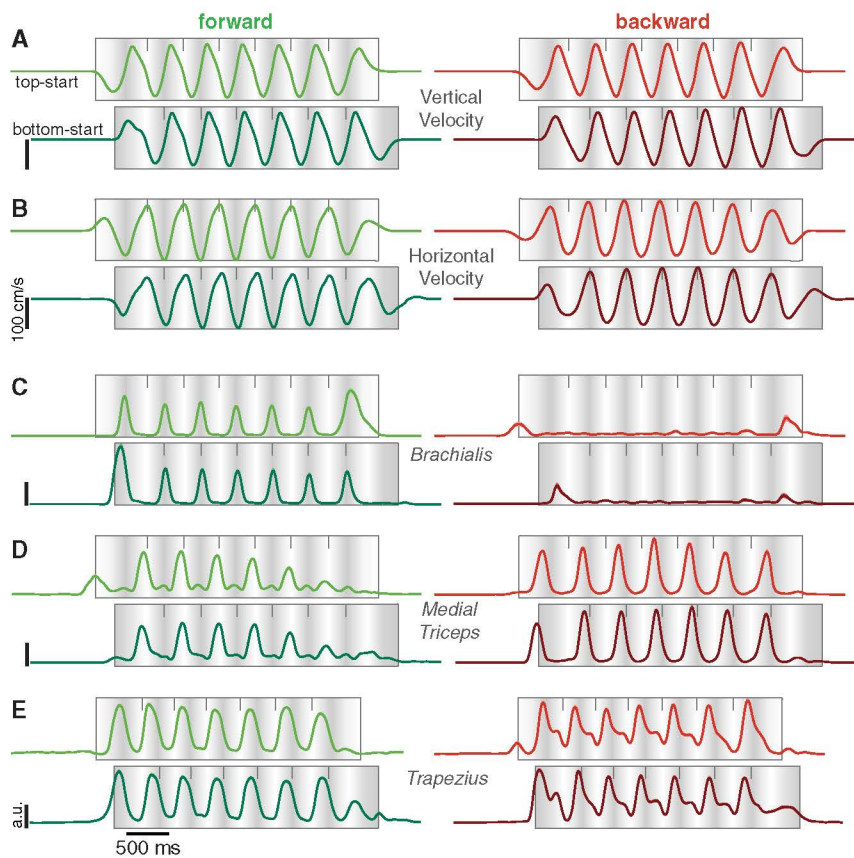 forward
backward
A
top-start
Vertical
Velocity
bottom-start
B
Horizontal
Velocity
100 cm/s
C
Brachialis
D
Medial
Triceps
E
Trapezius
a.u.
500 ms